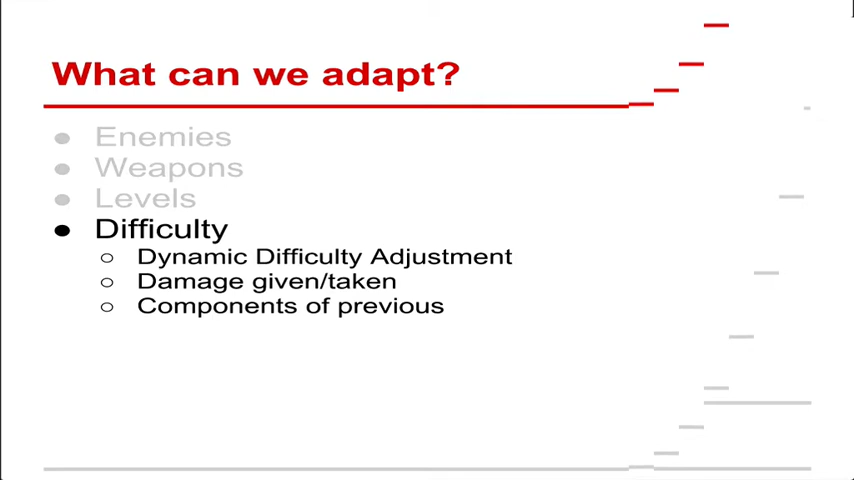 What can we adapt?
● Enemies
● Weapons
● Levels
● Difficulty
○ Dynamic Difficulty Adjustment
○ Damage given/taken
○ Components of previous